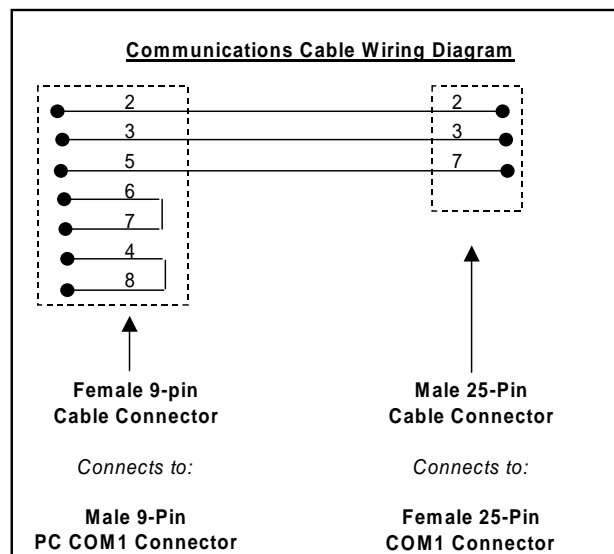 Communications Cable Wiring Diagram
2 2
3 3
5 7
6
7
4
8
Female 9-pin
Cable Connector
Male 25-Pin
Cable Connector
Connects to:
Connects to:
Male 9-Pin
PC COM1 Connector
Female 25-Pin
COM1 Connector